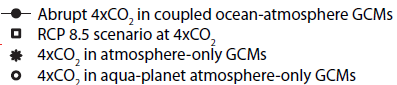 Abrupt 4xCO₂ in coupled ocean-atmosphere GCMs
RCP 8.5 scenario at 4xCO₂
4xCO₂ in atmosphere-only GCMs
4xCO₂ in aqua-planet atmosphere-only GCMs